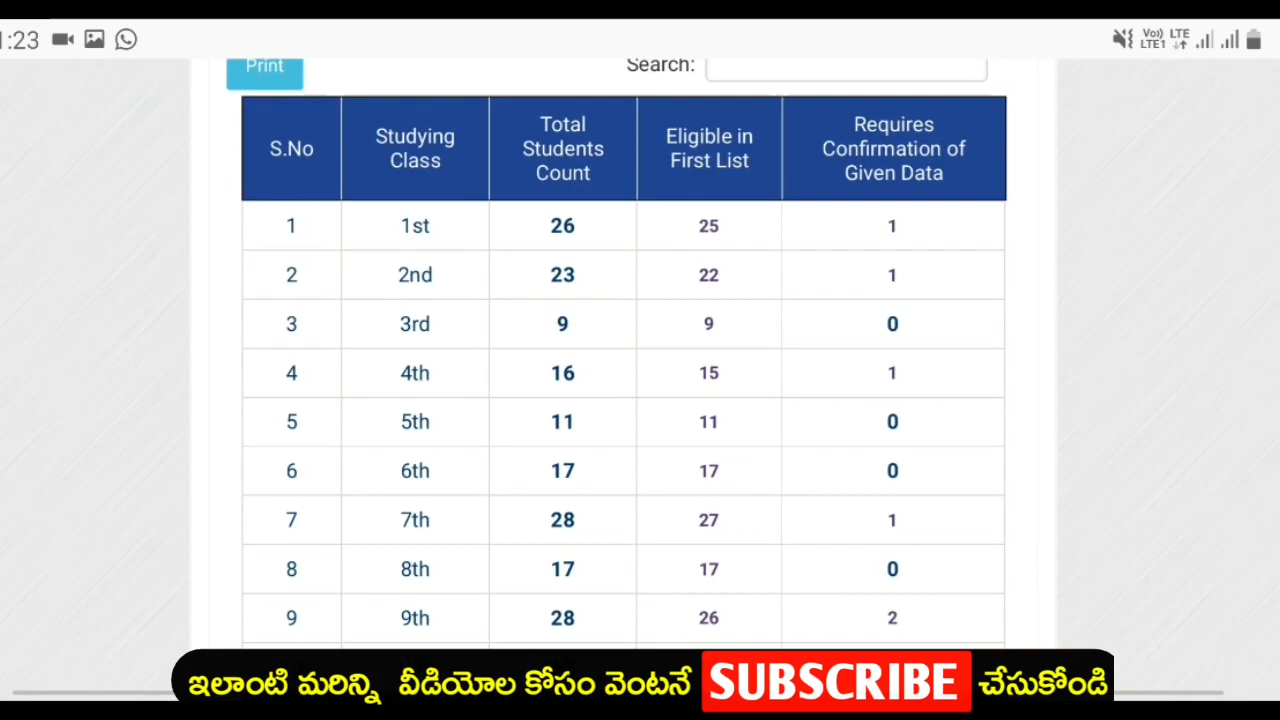 1:23 Vo)) LTE
LTE1
Print Search:
S.No Studying Class Total Students Count Eligible in First List Requires Confirmation of Given Data
1 1st 26 25 1
2 2nd 23 22 1
3 3rd 9 9 0
4 4th 16 15 1
5 5th 11 11 0
6 6th 17 17 0
7 7th 28 27 1
8 8th 17 17 0
9 9th 28 26 2
ఇలాంటి మరిన్ని వీడియోల కోసం వెంటనే SUBSCRIBE చేసుకోండి